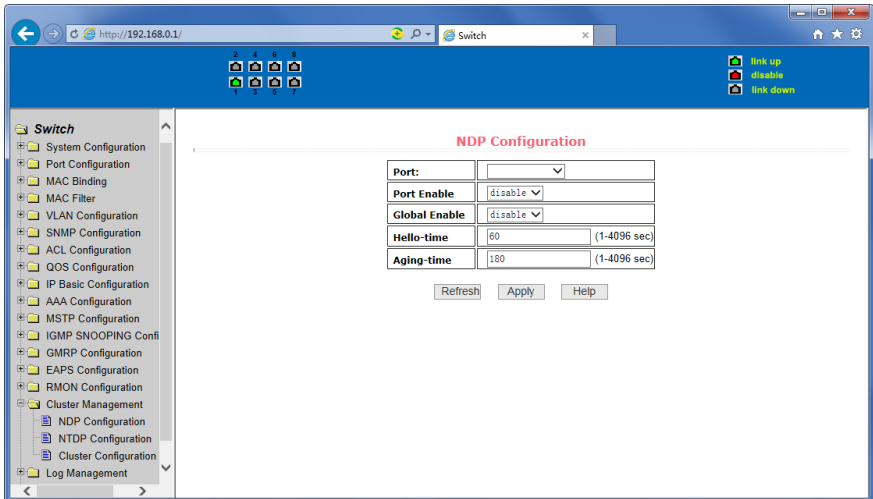 http://192.168.0.1/
Switch
2 4 6 8
1 3 5 7
link up
disable
link down
Switch
System Configuration
Port Configuration
MAC Binding
MAC Filter
VLAN Configuration
SNMP Configuration
ACL Configuration
QOS Configuration
IP Basic Configuration
AAA Configuration
MSTP Configuration
IGMP SNOOPING Confi
GMRP Configuration
EAPS Configuration
RMON Configuration
Cluster Management
NDP Configuration
NTDP Configuration
Cluster Configuration
Log Management
NDP Configuration
Port:
Port Enable disable
Global Enable disable
Hello-time 60 (1-4096 sec)
Aging-time 180 (1-4096 sec)
Refresh Apply Help